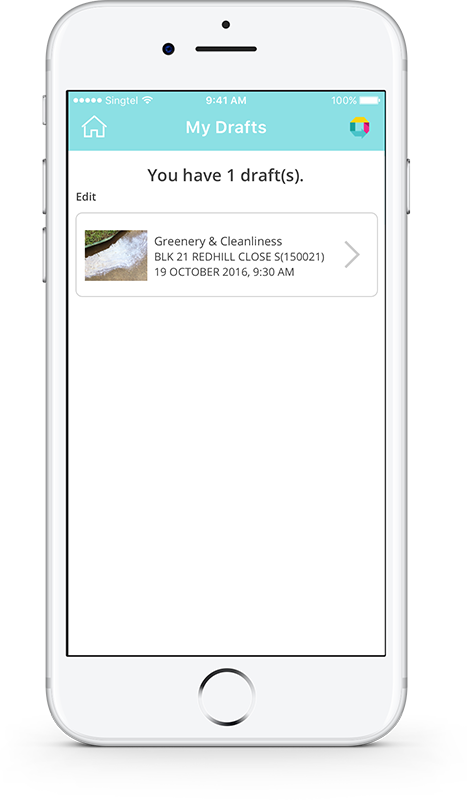 Singtel 9:41 AM 100%
My Drafts
You have 1 draft(s).
Edit
Greenery & Cleanliness
BLK 21 REDHILL CLOSE S(150021)
19 OCTOBER 2016, 9:30 AM